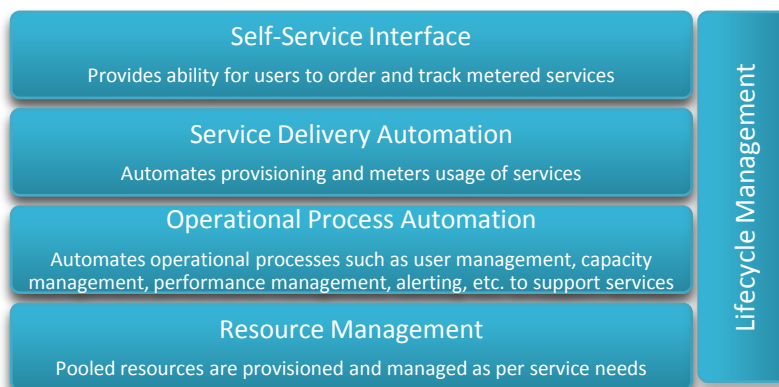 Self-Service Interface
Provides ability for users to order and track metered services
Service Delivery Automation
Automates provisioning and meters usage of services
Operational Process Automation
Automates operational processes such as user management, capacity
management, performance management, alerting, etc. to support services
Resource Management
Pooled resources are provisioned and managed as per service needs
Lifecycle Management